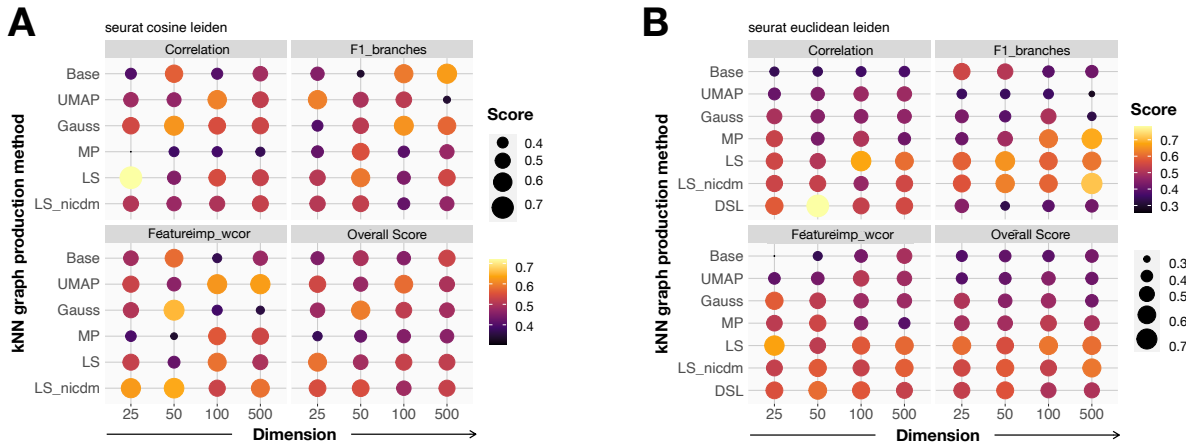 A
seurat cosine leiden
kNN graph production method
Correlation
F1_branches
Base
UMAP
Gauss
MP
LS
LS_nicdm
Featureimp_wcor
Overall Score
Base
UMAP
Gauss
MP
LS
LS_nicdm
25 50 100 500 25 50 100 500
Dimension
Score
0.4
0.5
0.6
0.7
0.7
0.6
0.5
0.4
B
seurat euclidean leiden
kNN graph production method
Correlation
F1_branches
Base
UMAP
Gauss
MP
LS
LS_nicdm
DSL
Featureimp_wcor
Overall Score
Base
UMAP
Gauss
MP
LS
LS_nicdm
DSL
25 50 100 500 25 50 100 500
Dimension
Score
0.7
0.6
0.5
0.4
0.3
0.3
0.4
0.5
0.6
0.7